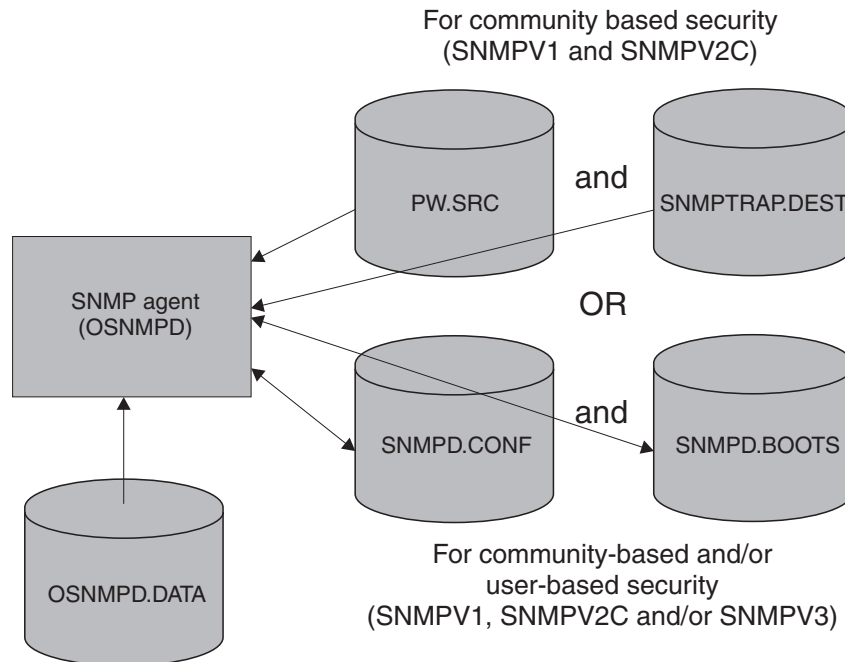 For community based security
(SNMPV1 and SNMPV2C)
PW.SRC
and
SNMPTRAP.DEST
SNMP agent
(OSNMPD)
OR
SNMPD.CONF
and
SNMPD.BOOTS
OSNMPD.DATA
For community-based and/or
user-based security
(SNMPV1, SNMPV2C and/or SNMPV3)